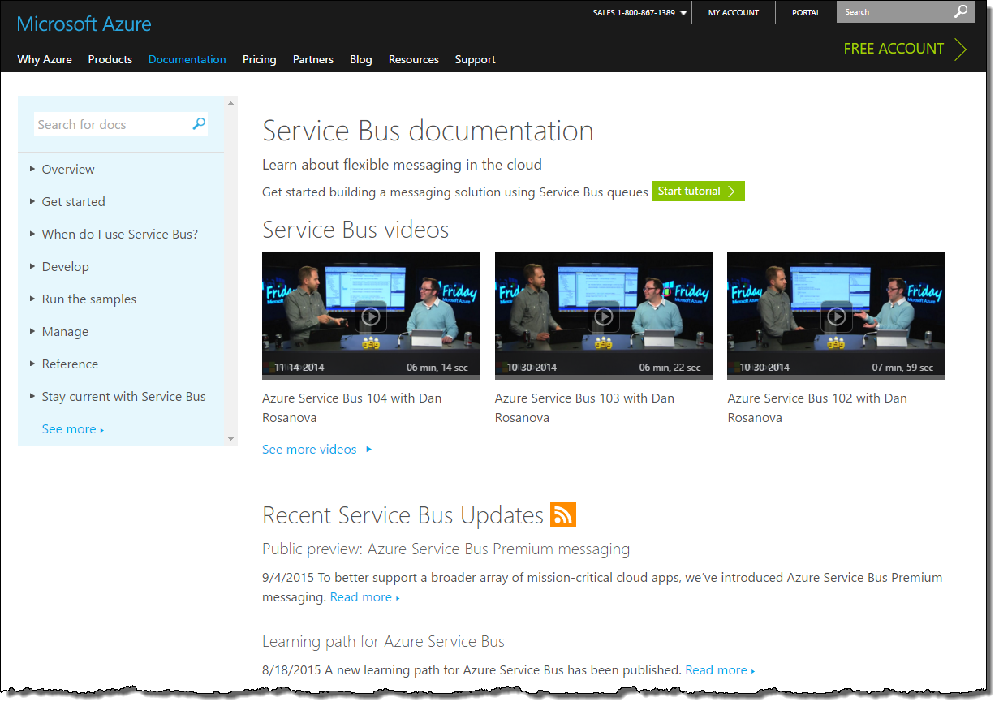 SALES 1-800-867-1389
MY ACCOUNT
PORTAL
Search
Microsoft Azure
FREE ACCOUNT
Why Azure Products Documentation Pricing Partners Blog Resources Support
Search for docs
Overview
Get started
When do I use Service Bus?
Develop
Run the samples
Manage
Reference
Stay current with Service Bus
See more
Service Bus documentation
Learn about flexible messaging in the cloud
Get started building a messaging solution using Service Bus queues Start tutorial
Service Bus videos
Friday
Microsoft Azure
Friday
Microsoft Azure
11-14-2014 06 min, 14 sec
Friday
Microsoft Azure
Friday
Microsoft Azure
10-30-2014 06 min, 22 sec
Friday
Microsoft Azure
Friday
Microsoft Azure
10-30-2014 07 min, 59 sec
Azure Service Bus 104 with Dan
Rosanova
Azure Service Bus 103 with Dan
Rosanova
Azure Service Bus 102 with Dan
Rosanova
See more videos
Recent Service Bus Updates
Public preview: Azure Service Bus Premium messaging
9/4/2015 To better support a broader array of mission-critical cloud apps, we've introduced Azure Service Bus Premium
messaging. Read more
Learning path for Azure Service Bus
8/18/2015 A new learning path for Azure Service Bus has been published. Read more